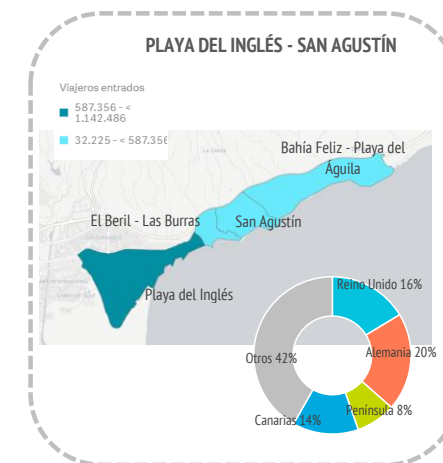 PLAYA DEL INGLÉS - SAN AGUSTÍN
Viajeros entrados
587.356 - <
1.142.486
32.225 - < 587.356
Bahía Feliz - Playa del
Águila
El Beril - Las Burras
San Agustín
Playa del Inglés
Reino Unido 16%
Otros 42%
Alemania 20%
Península 8%
Canarias 14%